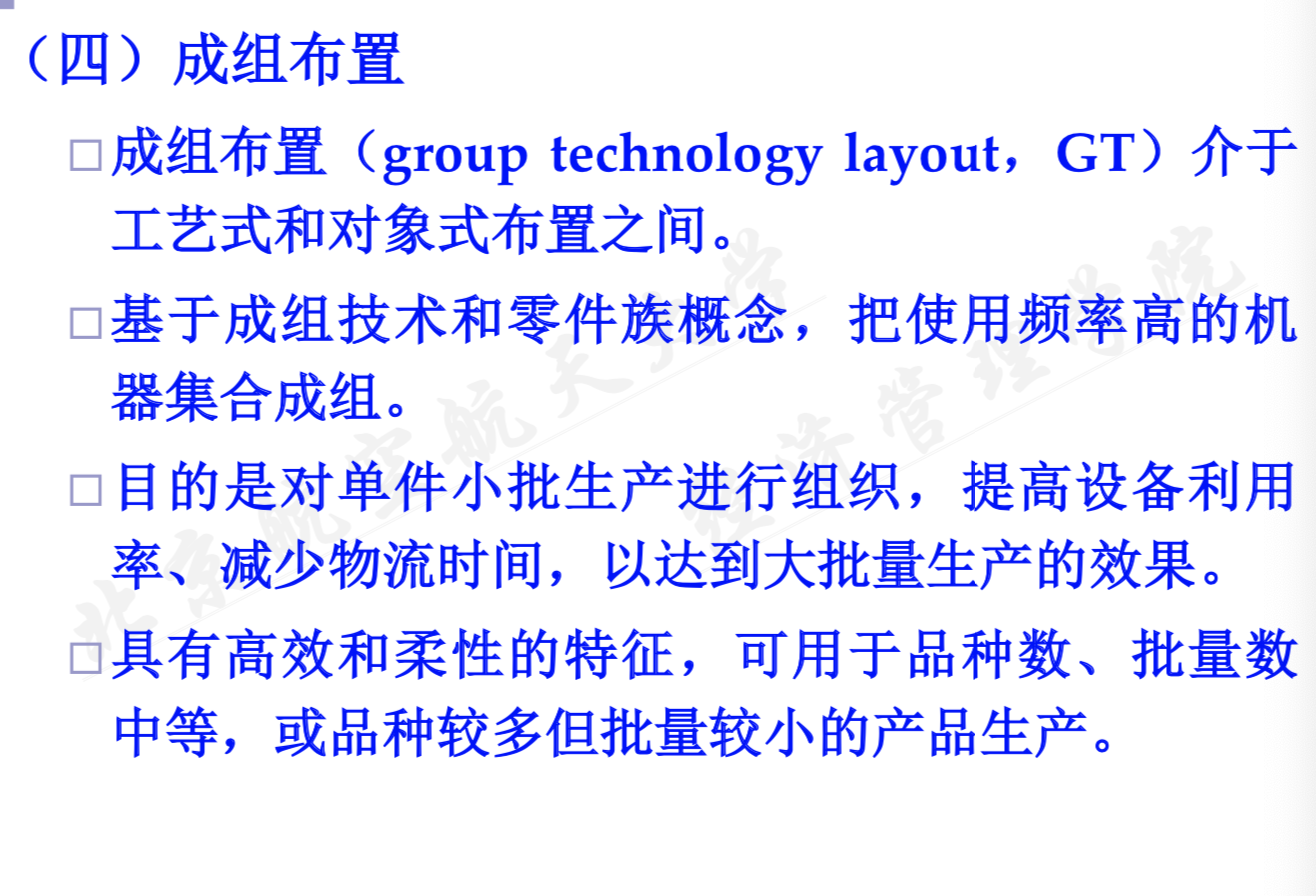 （四）成组布置
成组布置（group technology layout，GT）介于
工艺式和对象式布置之间。
基于成组技术和零件族概念，把使用频率高的机
器集合成组。
目的是对单件小批生产进行组织，提高设备利用
率、减少物流时间，以达到大批量生产的效果。
具有高效和柔性的特征，可用于品种数、批量数
中等，或品种较多但批量较小的产品生产。
北京航空航天大学
经济管理学院